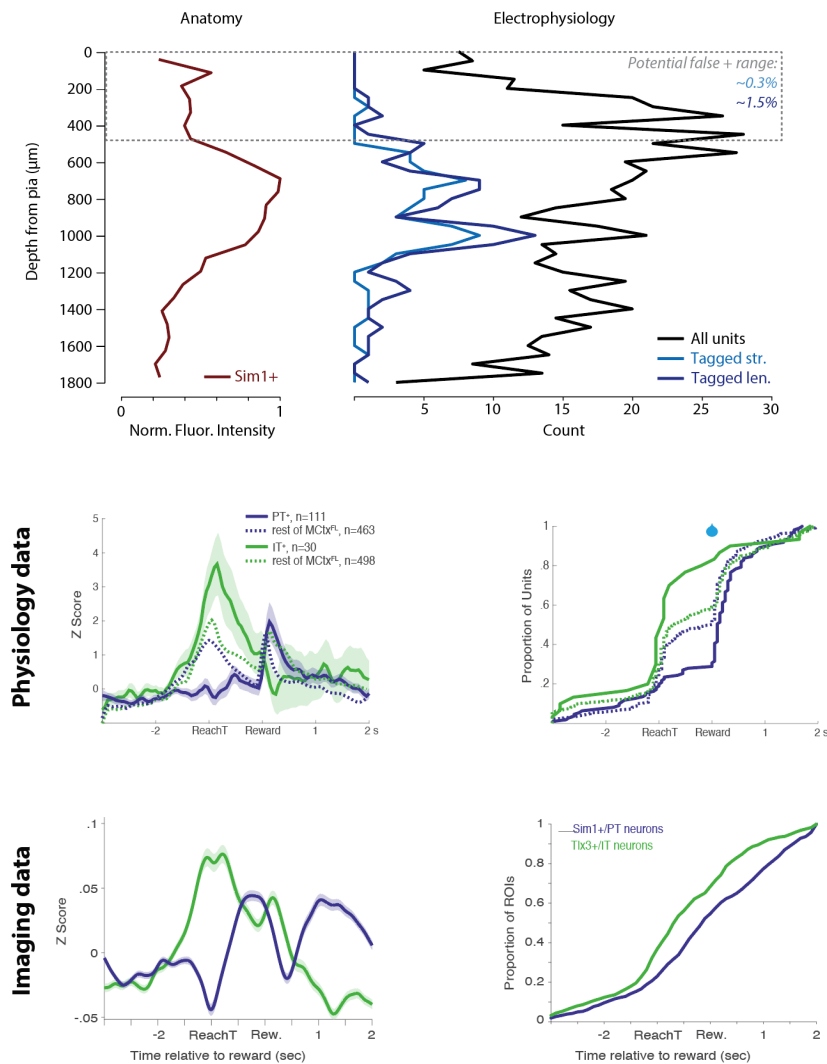 Anatomy
Electrophysiology
Depth from pia (μm)
0
200
400
600
800
1000
1200
1400
1600
1800
Potential false + range:
~0.3%
~1.5%
Sim1+
All units
Tagged str.
Tagged len.
0
1
Norm. Fluor. Intensity
5
10
15
20
25
30
Count
Physiology data
Z Score
5
4
3
2
1
0
PT+, n=111
rest of MCtxFL, n=463
IT+, n=30
rest of MCtxFL, n=498
-2
ReachT
Reward
1
2 s
Proportion of Units
1
.8
.6
.4
.2
ReachT
Reward
1
2 s
Imaging data
Z Score
.1
.05
0
-.05
-2
ReachT
Rew.
1
2
Time relative to reward (sec)
Proportion of ROIs
1
0.8
0.6
0.4
0.2
0
Sim1+/PT neurons
Tlx3+/IT neurons
-2
ReachT
Rew.
1
2
Time relative to reward (sec)